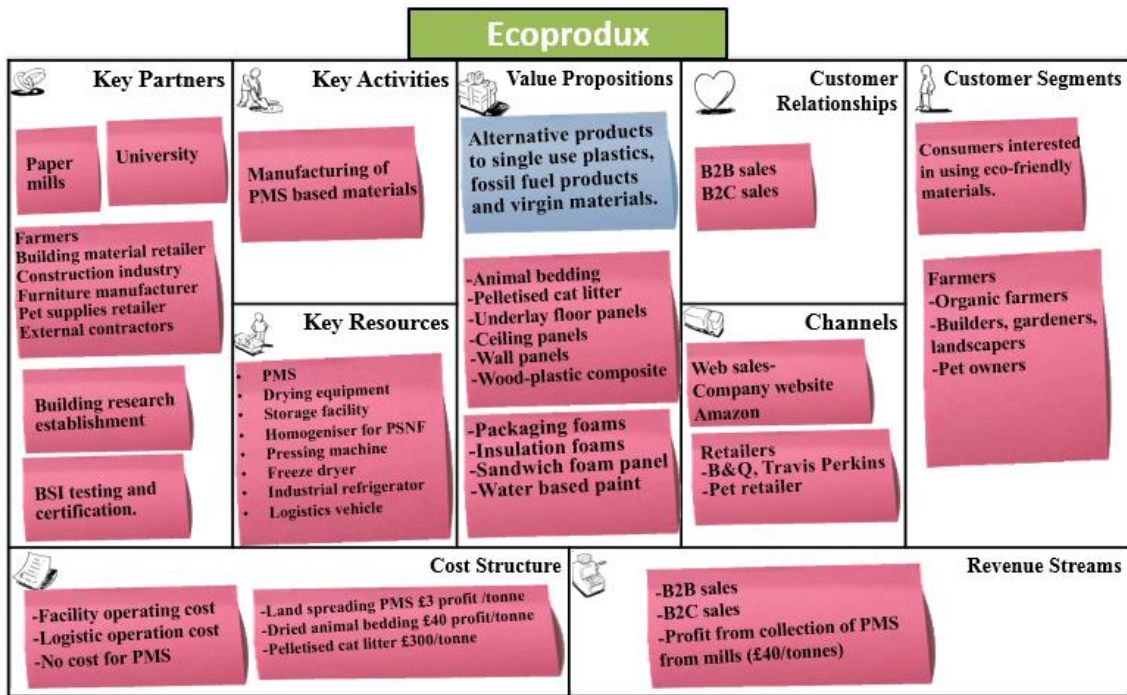 Ecoprodux
Key Partners
Paper
mills
University
Farmers
Building material retailer
Construction industry
Furniture manufacturer
Pet supplies retailer
External contractors
Building research
establishment
BSI testing and
certification.
Key Activities
Manufacturing of
PMS based materials
Key Resources
• PMS
• Drying equipment
• Storage facility
• Homogeniser for PSNF
• Pressing machine
• Freeze dryer
• Industrial refrigerator
• Logistics vehicle
Value Propositions
Alternative products
to single use plastics,
fossil fuel products
and virgin materials.
-Animal bedding
-Pelletised cat litter
-Underlay floor panels
-Ceiling panels
-Wall panels
-Wood-plastic composite
-Packaging foams
-Insulation foams
-Sandwich foam panel
-Water based paint
Customer
Relationships
B2B sales
B2C sales
Channels
Web sales-
Company website
Amazon
Retailers
-B&Q, Travis Perkins
-Pet retailer
Customer Segments
Consumers interested
in using eco-friendly
materials.
Farmers
-Organic farmers
-Builders, gardeners,
landscapers
-Pet owners
Cost Structure
-Facility operating cost
-Logistic operation cost
-No cost for PMS
-Land spreading PMS £3 profit /tonne
-Dried animal bedding £40 profit/tonne
-Pelletised cat litter £300/tonne
Revenue Streams
-B2B sales
-B2C sales
-Profit from collection of PMS
from mills (£40/tonnes)